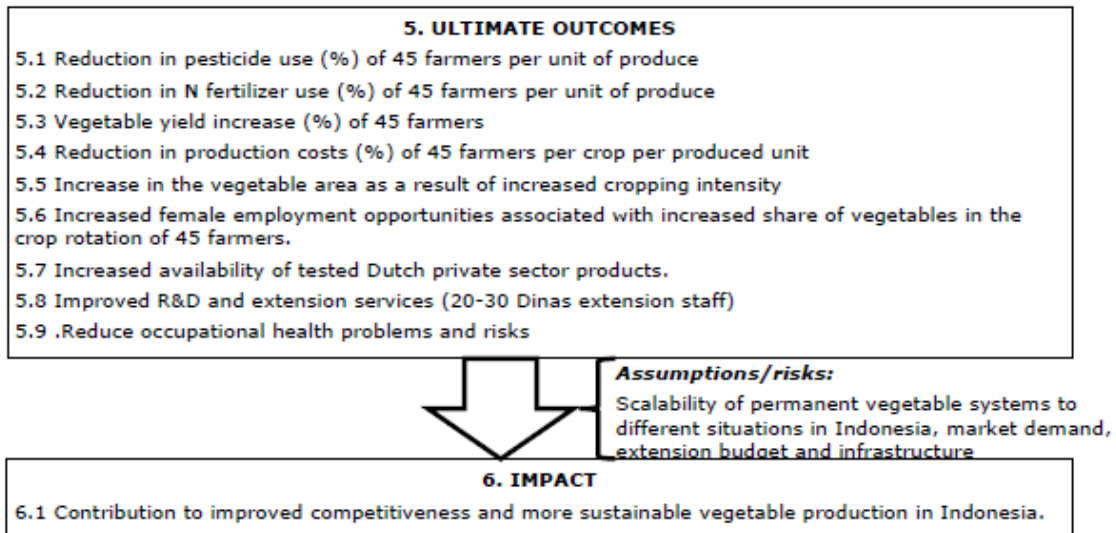 5. ULTIMATE OUTCOMES
5.1 Reduction in pesticide use (%) of 45 farmers per unit of produce
5.2 Reduction in N fertilizer use (%) of 45 farmers per unit of produce
5.3 Vegetable yield increase (%) of 45 farmers
5.4 Reduction in production costs (%) of 45 farmers per crop per produced unit
5.5 Increase in the vegetable area as a result of increased cropping intensity
5.6 Increased female employment opportunities associated with increased share of vegetables in the
crop rotation of 45 farmers.
5.7 Increased availability of tested Dutch private sector products.
5.8 Improved R&D and extension services (20-30 Dinas extension staff)
5.9 .Reduce occupational health problems and risks
Assumptions/risks:
Scalability of permanent vegetable systems to
different situations in Indonesia, market demand,
extension budget and infrastructure
6. IMPACT
6.1 Contribution to improved competitiveness and more sustainable vegetable production in Indonesia.